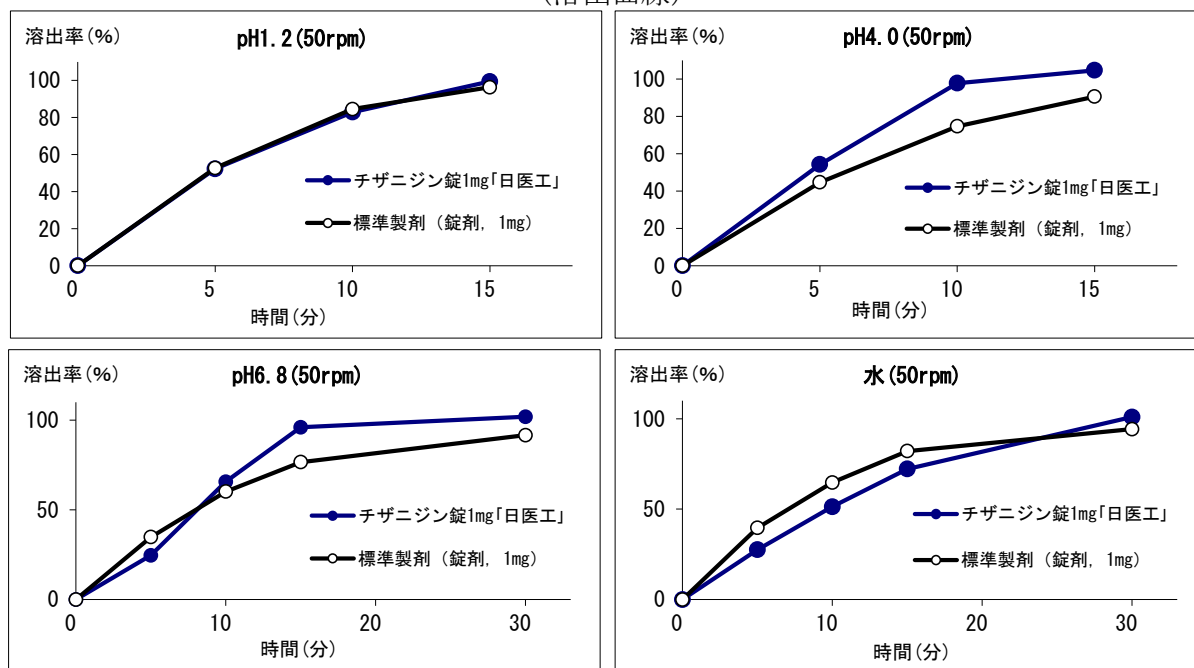 (溶出曲線)
溶出率(%)
pH1.2(50rpm)
100
80
60
40
20
0
チザニジン錠1mg「日医工」
標準製剤 (錠剤, 1mg)
0 5 10 15
時間(分)
溶出率(%)
pH4.0(50rpm)
100
80
60
40
20
0
チザニジン錠1mg「日医工」
標準製剤 (錠剤, 1mg)
0 5 10 15
時間(分)
溶出率(%)
pH6.8(50rpm)
100
50
0
チザニジン錠1mg「日医工」
標準製剤 (錠剤, 1mg)
0 10 20 30
時間(分)
溶出率(%)
水(50rpm)
100
50
0
チザニジン錠1mg「日医工」
標準製剤 (錠剤, 1mg)
0 10 20 30
時間(分)